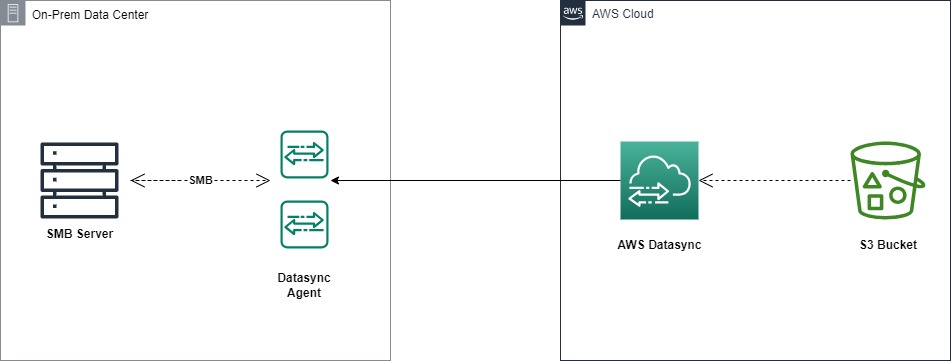 On-Prem Data Center
aws
AWS Cloud
SMB
SMB Server
Datasync
Agent
AWS Datasync
S3 Bucket